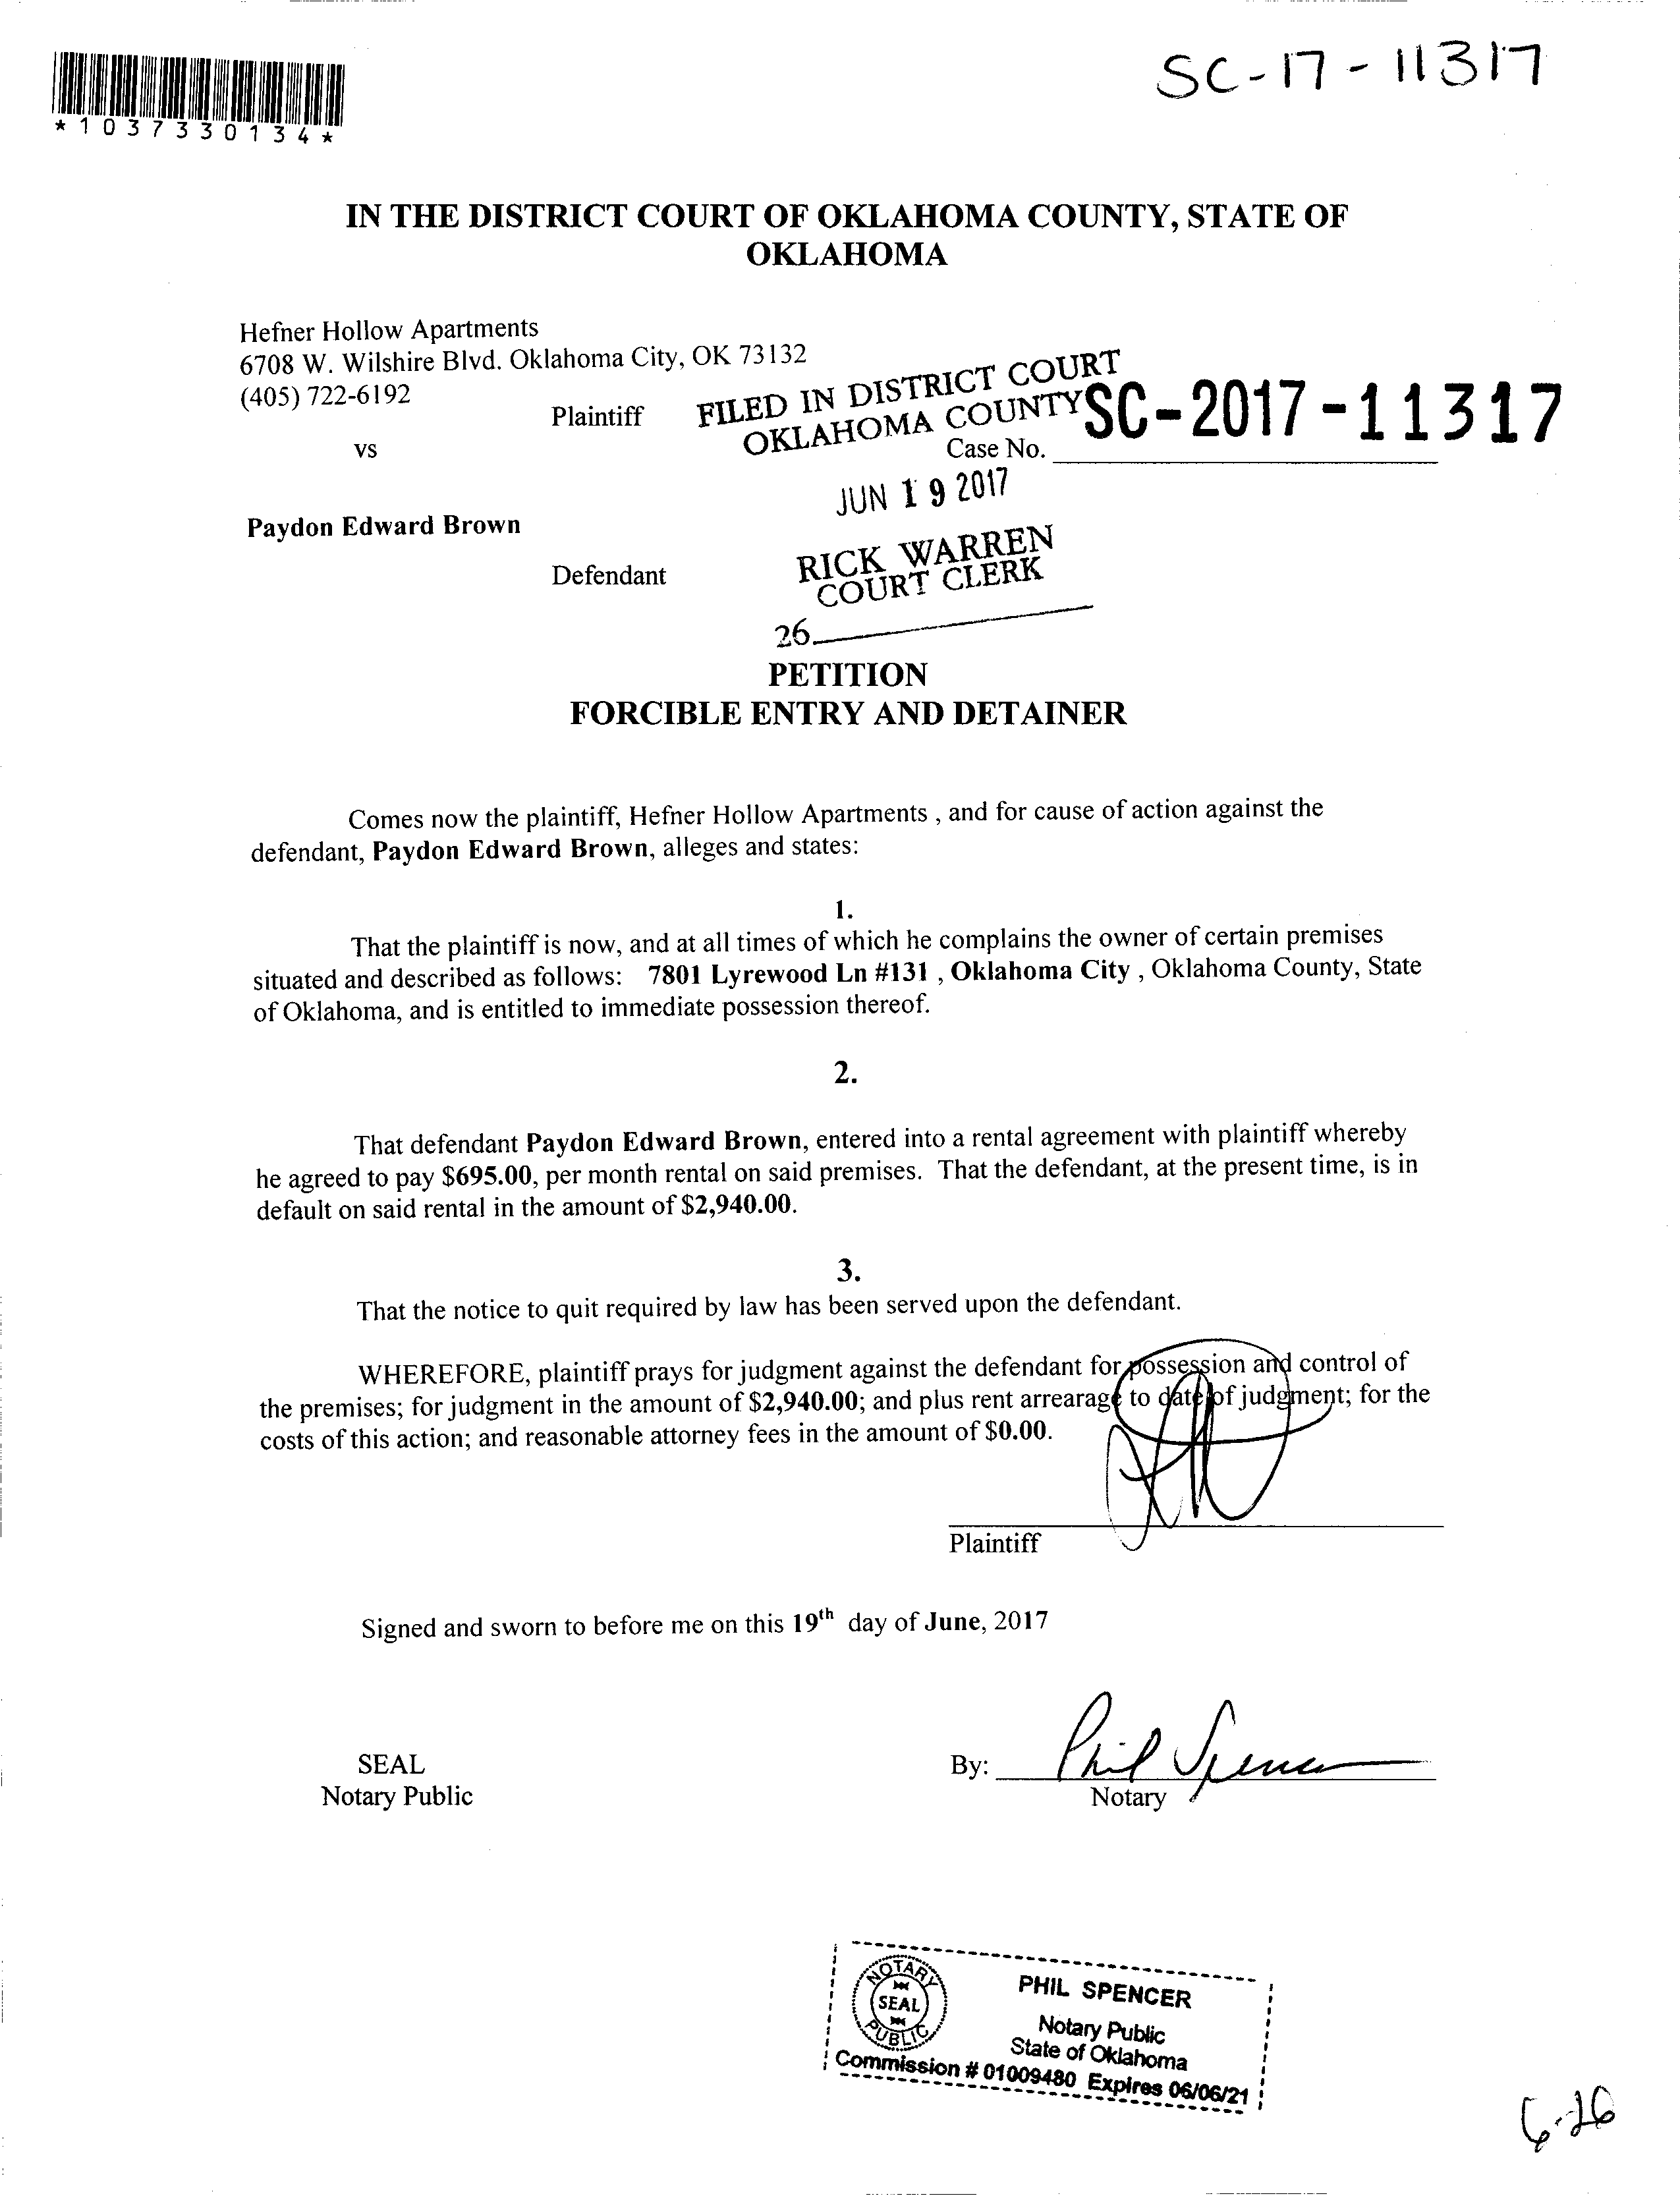 SC-17-11317
*1037330134*
IN THE DISTRICT COURT OF OKLAHOMA COUNTY, STATE OF
OKLAHOMA
Hefner Hollow Apartments
6708 W. Wilshire Blvd. Oklahoma City, OK 73132
(405) 722-6192
Plaintiff
FILED IN DISTRICT COURT
OKLAHOMA COUNTY
SC-2017-11317
vs
Case No.
JUN 19 2017
Paydon Edward Brown
RICK WARREN
COURT CLERK
Defendant
26
PETITION
FORCIBLE ENTRY AND DETAINER
Comes now the plaintiff, Hefner Hollow Apartments , and for cause of action against the
defendant, Paydon Edward Brown, alleges and states:
1.
That the plaintiff is now, and at all times of which he complains the owner of certain premises
situated and described as follows: 7801 Lyrewood Ln #131 , Oklahoma City , Oklahoma County, State
of Oklahoma, and is entitled to immediate possession thereof.
2.
That defendant Paydon Edward Brown, entered into a rental agreement with plaintiff whereby
he agreed to pay $695.00, per month rental on said premises. That the defendant, at the present time, is in
default on said rental in the amount of $2,940.00.
3.
That the notice to quit required by law has been served upon the defendant.
WHEREFORE, plaintiff prays for judgment against the defendant for possession and control of
the premises; for judgment in the amount of $2,940.00; and plus rent arrearage to date of judgment; for the
costs of this action; and reasonable attorney fees in the amount of $0.00.
Plaintiff
Signed and sworn to before me on this 19th day of June, 2017
SEAL
Notary Public
By: Phil Spencer
Notary
NOTARY
SEAL
PUBLIC
PHIL SPENCER
Notary Public
State of Oklahoma
Commission # 01009480 Expires 06/06/21
6-26